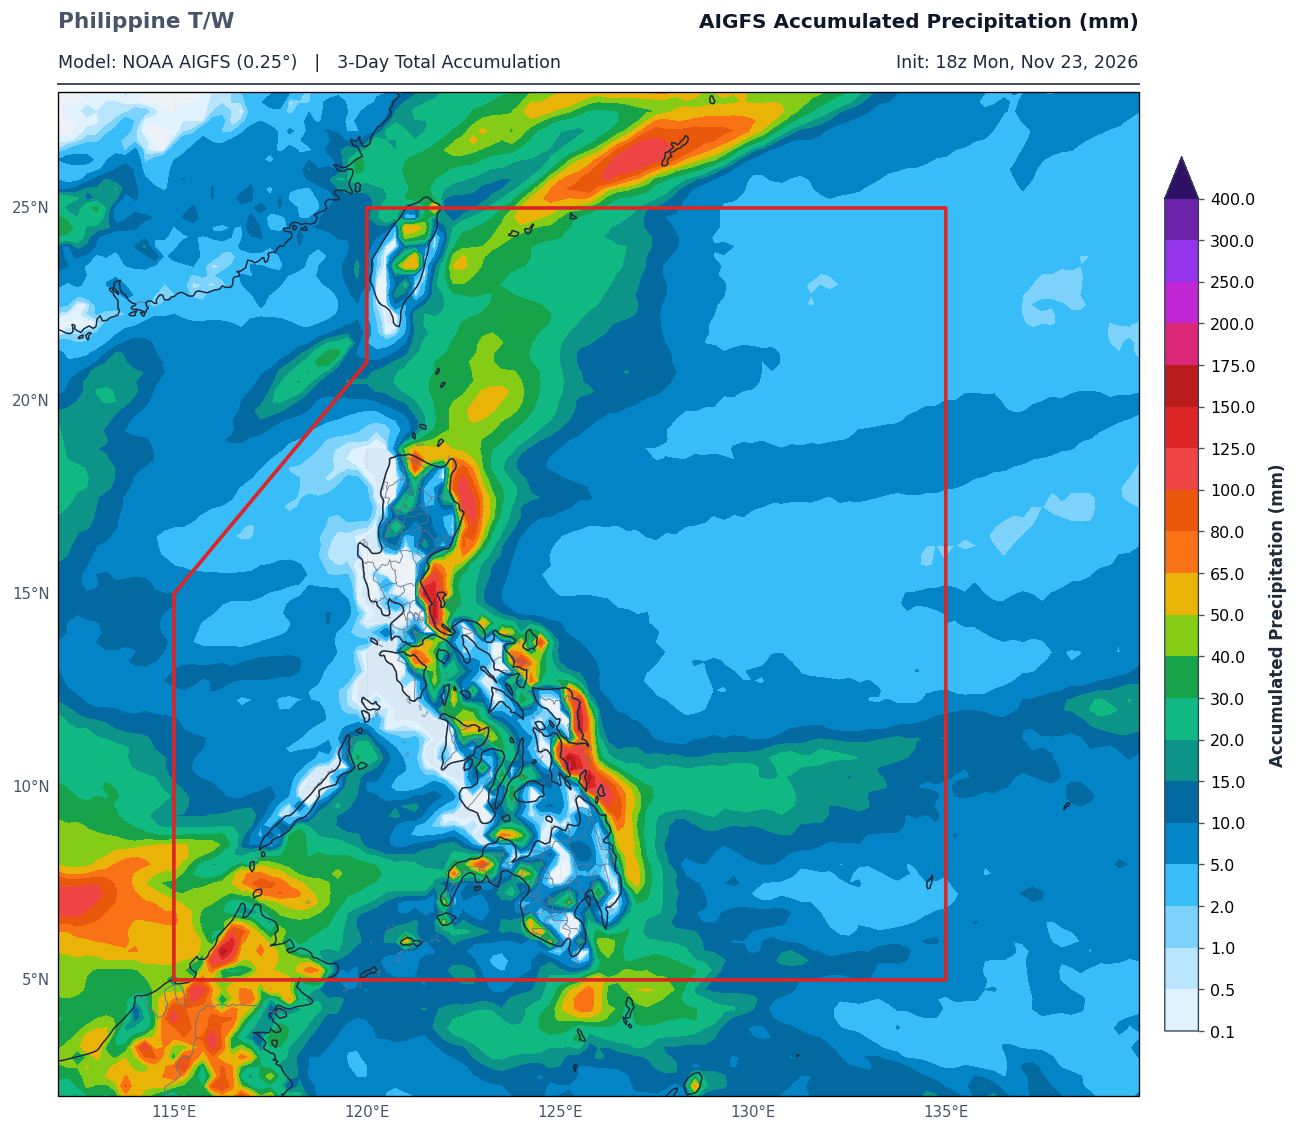 Philippine T/W
AIGFS Accumulated Precipitation (mm)
Model: NOAA AIGFS (0.25°)   |   3-Day Total Accumulation
Init: 18z Mon, Nov 23, 2026
25°N
20°N
15°N
10°N
5°N
115°E
120°E
125°E
130°E
135°E
400.0
300.0
250.0
200.0
175.0
150.0
125.0
100.0
80.0
65.0
50.0
40.0
30.0
20.0
15.0
10.0
5.0
2.0
1.0
0.5
0.1
Accumulated Precipitation (mm)